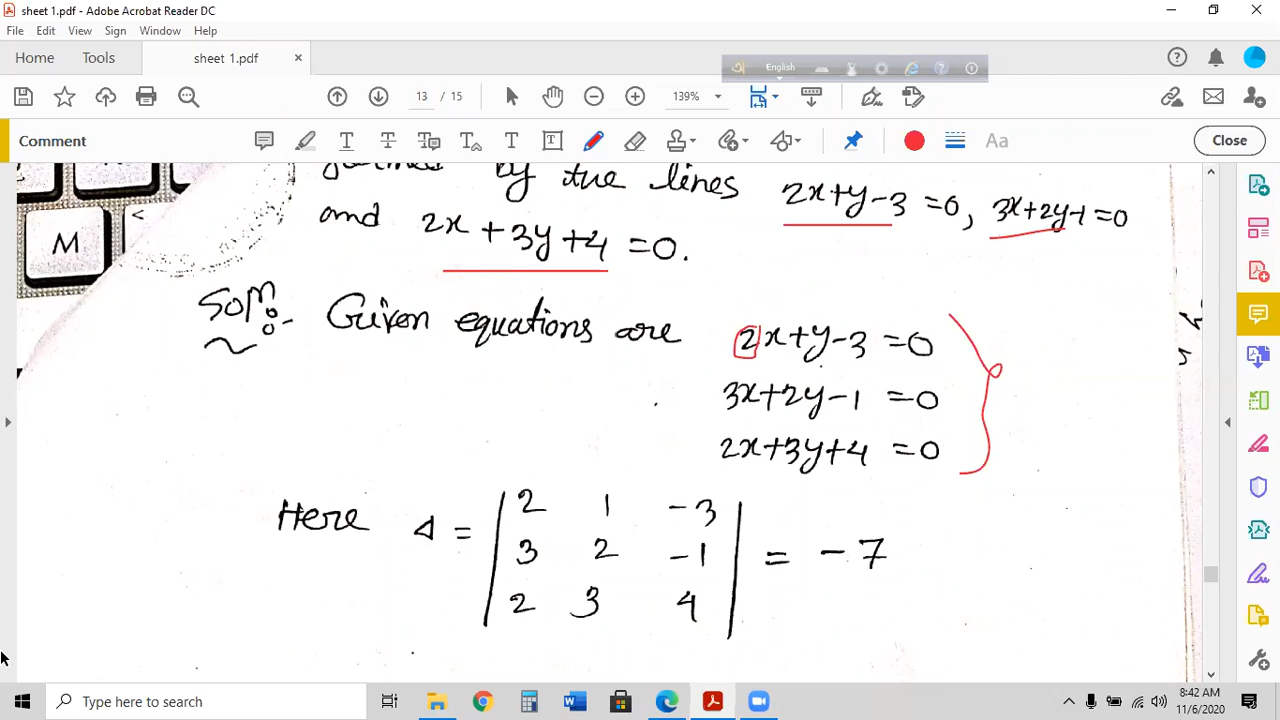 sheet 1.pdf - Adobe Acrobat Reader DC
File Edit View Sign Window Help
Home Tools sheet 1.pdf
English
13 / 15 139%
Comment Close
by the lines 2x+y-3 =0, 3x+2y-1=0
and 2x+3y+4 =0.
M <
Soln: Given equations are 2x+y-3 =0
3x+2y-1 =0
2x+3y+4 =0
Here Δ = | 2 1 -3 |
| 3 2 -1 | = -7
| 2 3 4 |
Type here to search
8:42 AM
11/6/2020